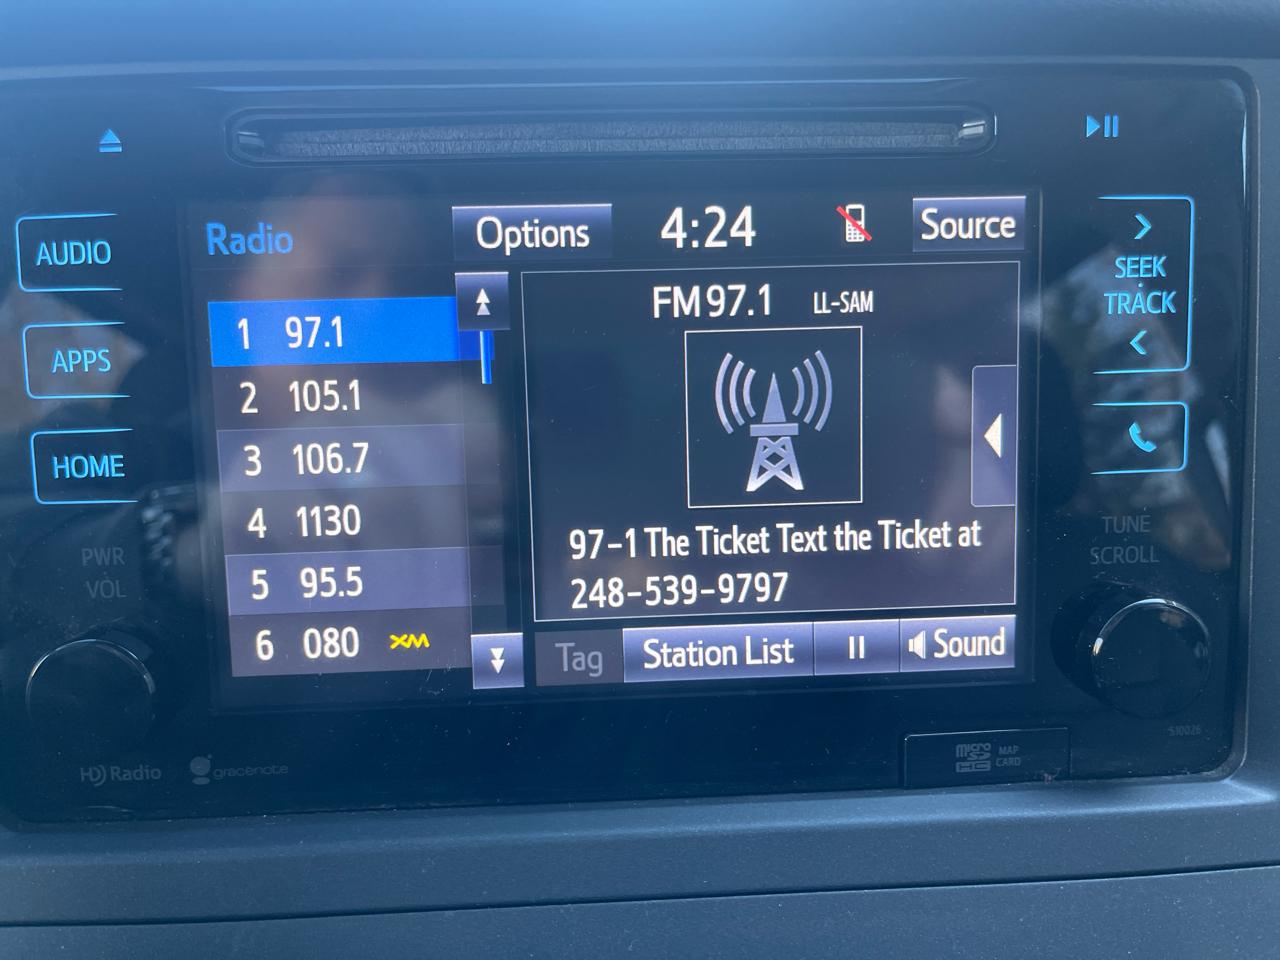 AUDIO
APPS
HOME
PWR
VOL
HD Radio
gracenote
Radio
Options
4:24
Source
1 97.1
2 105.1
3 106.7
4 1130
5 95.5
6 080 XM
FM 97.1 LL-SAM
97-1 The Ticket Text the Ticket at
248-539-9797
Tag
Station List
Sound
SEEK
TRACK
TUNE
SCROLL
510026
micro
SD
HC
MAP
CARD